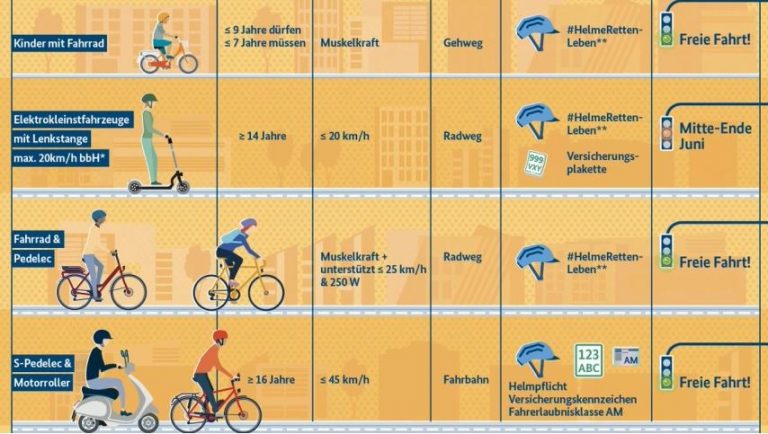 Kinder mit Fahrrad
≤ 9 Jahre dürfen
≤ 7 Jahre müssen
Muskelkraft
Gehweg
#HelmeRetten-
Leben**
Freie Fahrt!
Elektrokleinstfahrzeuge
mit Lenkstange
max. 20km/h bbH*
≥ 14 Jahre
≤ 20 km/h
Radweg
#HelmeRetten-
Leben**
999
VXY
Versicherungs-
plakette
Mitte-Ende
Juni
Fahrrad &
Pedelec
Muskelkraft +
unterstützt ≤ 25 km/h
& 250 W
Radweg
#HelmeRetten-
Leben**
Freie Fahrt!
S-Pedelec &
Motorroller
≥ 16 Jahre
≤ 45 km/h
Fahrbahn
123
ABC
AM
Helmpflicht
Versicherungskennzeichen
Fahrerlaubnisklasse AM
Freie Fahrt!